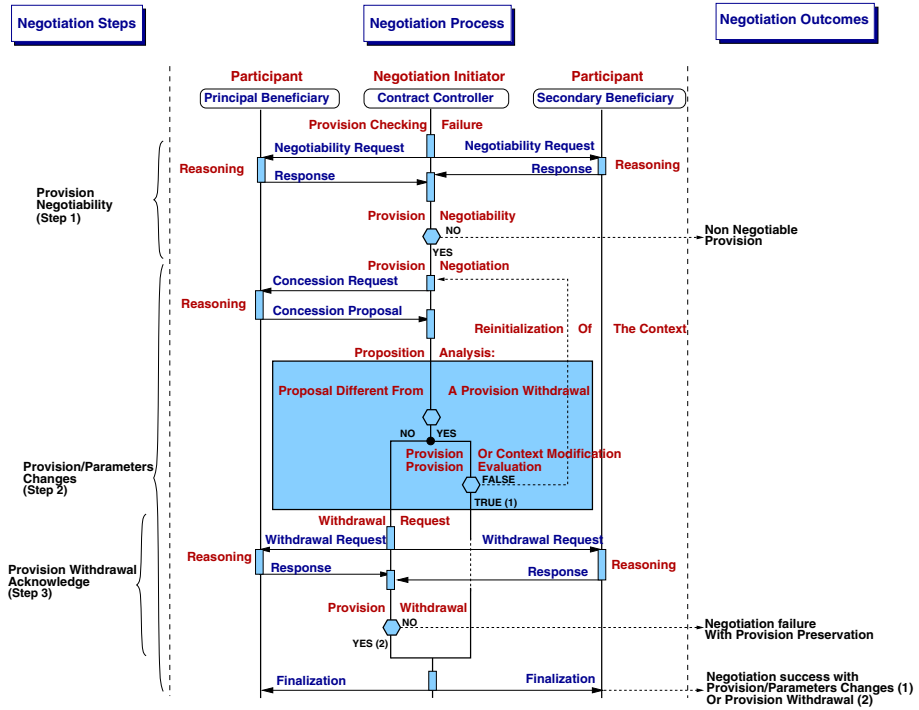 Negotiation Steps
Negotiation Process
Negotiation Outcomes
Participant
Negotiation Initiator
Participant
Principal Beneficiary
Contract Controller
Secondary Beneficiary
Provision Checking Failure
Negotiability Request
Negotiability Request
Reasoning
Response
Response
Reasoning
Provision
Negotiability
(Step 1)
Provision Negotiability
NO
YES
Non Negotiable
Provision
Provision Negotiation
Concession Request
Reasoning
Concession Proposal
Reinitialization Of The Context
Proposition Analysis:
Proposal Different From A Provision Withdrawal
NO
YES
Provision Or Context Modification
Provision Evaluation
FALSE
TRUE (1)
Provision/Parameters
Changes
(Step 2)
Withdrawal Request
Withdrawal Request
Withdrawal Request
Reasoning
Response
Response
Reasoning
Provision Withdrawal
Acknowledge
(Step 3)
Provision Withdrawal
NO
YES (2)
Negotiation failure
With Provision Preservation
Finalization
Finalization
Negotiation success with
Provision/Parameters Changes (1)
Or Provision Withdrawal (2)